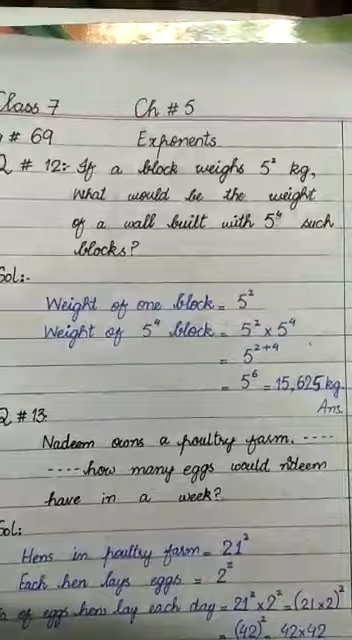 Class 7 Ch # 5
# 69 Exponents
Q # 12:- If a block weighs 5² kg,
What would be the weight
of a wall built with 5⁴ such
blocks?
Sol:-
Weight of one block = 5²
Weight of 5⁴ block = 5² x 5⁴
= 5²⁺⁴
= 5⁶ = 15,625 kg.
Ans.
Q # 13:
Nadeem owns a poultry farm. ----
---- how many eggs would ndeem
have in a week?
Sol:
Hens in poultry farm = 21²
Each hen lays eggs = 2²
of eggs hens lay each day = 21² x 2² = (21 x 2)²
= (42)² = 42 x 42